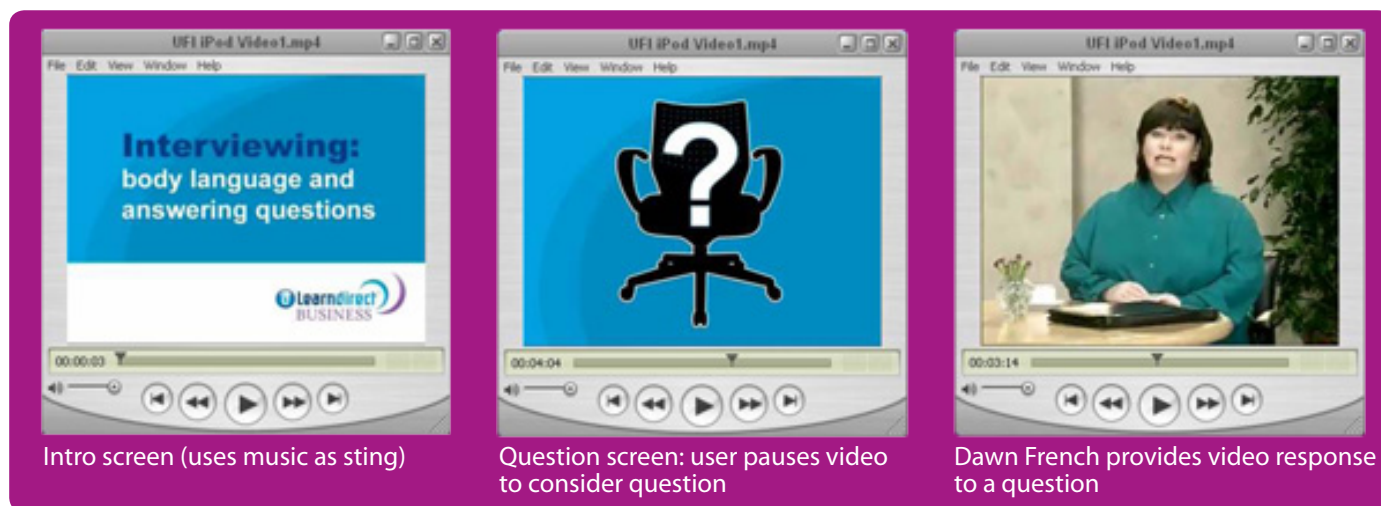 UFI iPod Video1.mp4
File Edit View Window Help
Interviewing:
body language and
answering questions
learndirect
BUSINESS
00:00:03
Intro screen (uses music as sting)
UFI iPod Video1.mp4
File Edit View Window Help
?
00:04:04
Question screen: user pauses video
to consider question
UFI iPod Video1.mp4
File Edit View Window Help
00:03:14
Dawn French provides video response
to a question